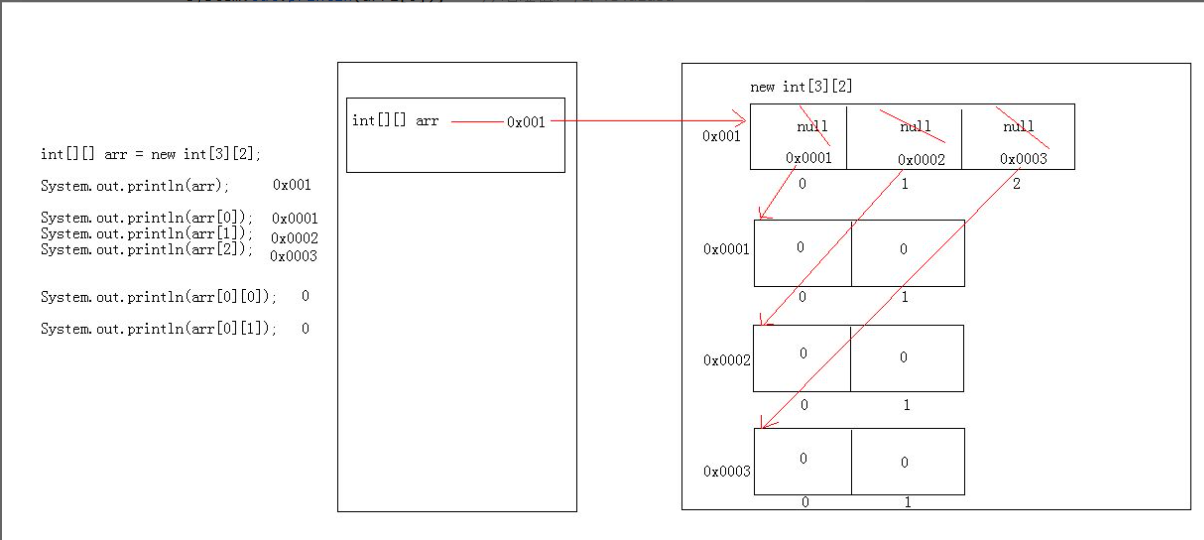 int[][] arr = new int[3][2];
System.out.println(arr); 0x001
System.out.println(arr[0]); 0x0001
System.out.println(arr[1]); 0x0002
System.out.println(arr[2]); 0x0003
System.out.println(arr[0][0]); 0
System.out.println(arr[0][1]); 0
int[][] arr 0x001
new int[3][2]
0x001
null null null
0x0001 0x0002 0x0003
0 1 2
0x0001 0 0
0 1
0x0002 0 0
0 1
0x0003 0 0
0 1